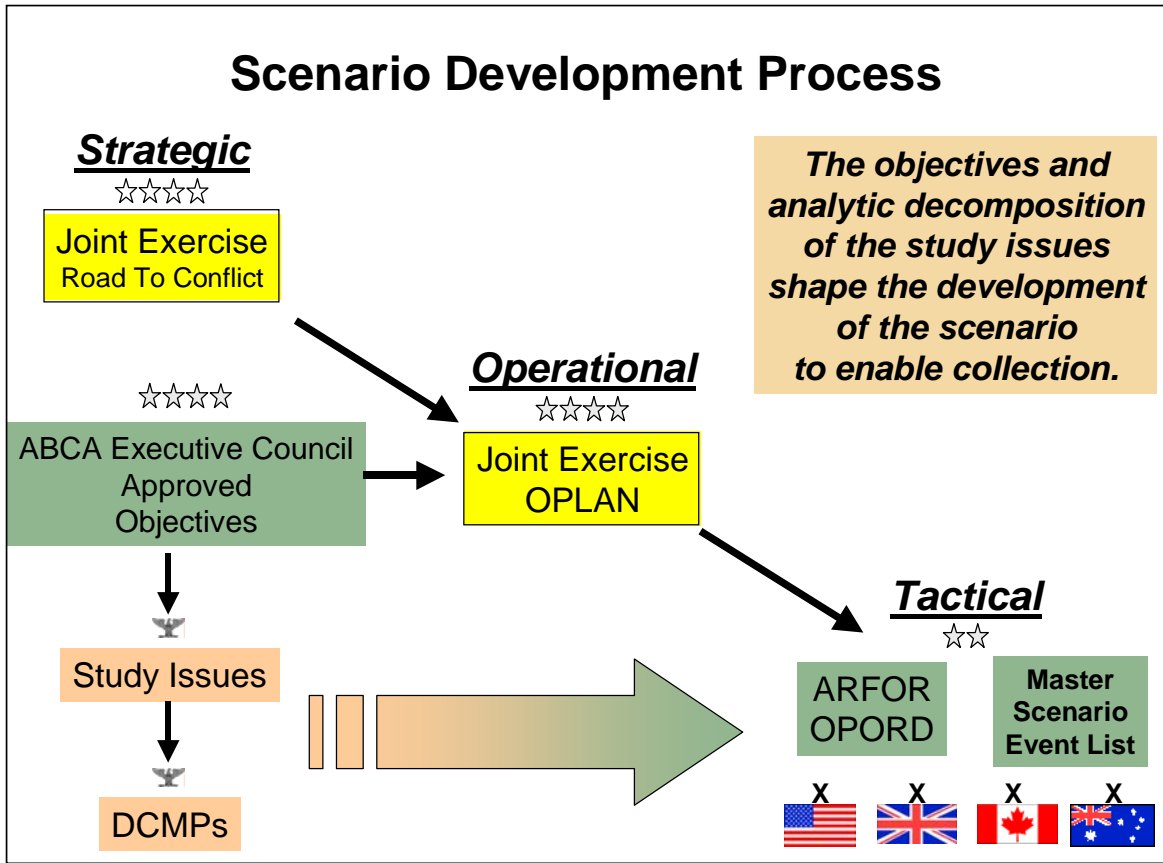 Scenario Development Process
Strategic
Joint Exercise
Road To Conflict
The objectives and
analytic decomposition
of the study issues
shape the development
of the scenario
to enable collection.
Operational
Joint Exercise
OPLAN
ABCA Executive Council
Approved
Objectives
Study Issues
DCMPs
Tactical
ARFOR
OPORD
Master
Scenario
Event List
X X X X